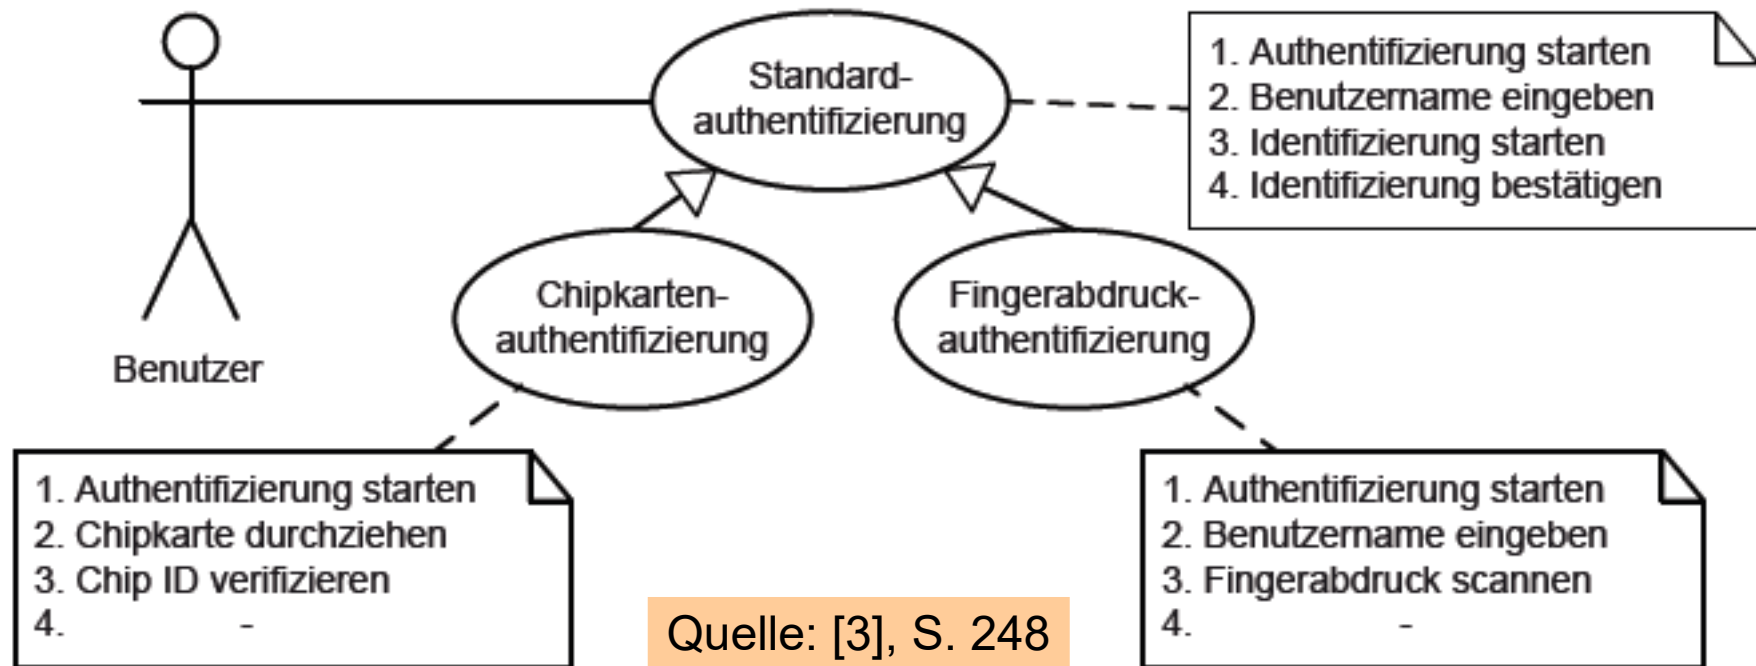 Standard-
authentifizierung
1. Authentifizierung starten
2. Benutzername eingeben
3. Identifizierung starten
4. Identifizierung bestätigen
Chipkarten-
authentifizierung
Fingerabdruck-
authentifizierung
Benutzer
1. Authentifizierung starten
2. Chipkarte durchziehen
3. Chip ID verifizieren
4. -
1. Authentifizierung starten
2. Benutzername eingeben
3. Fingerabdruck scannen
4. -
Quelle: [3], S. 248